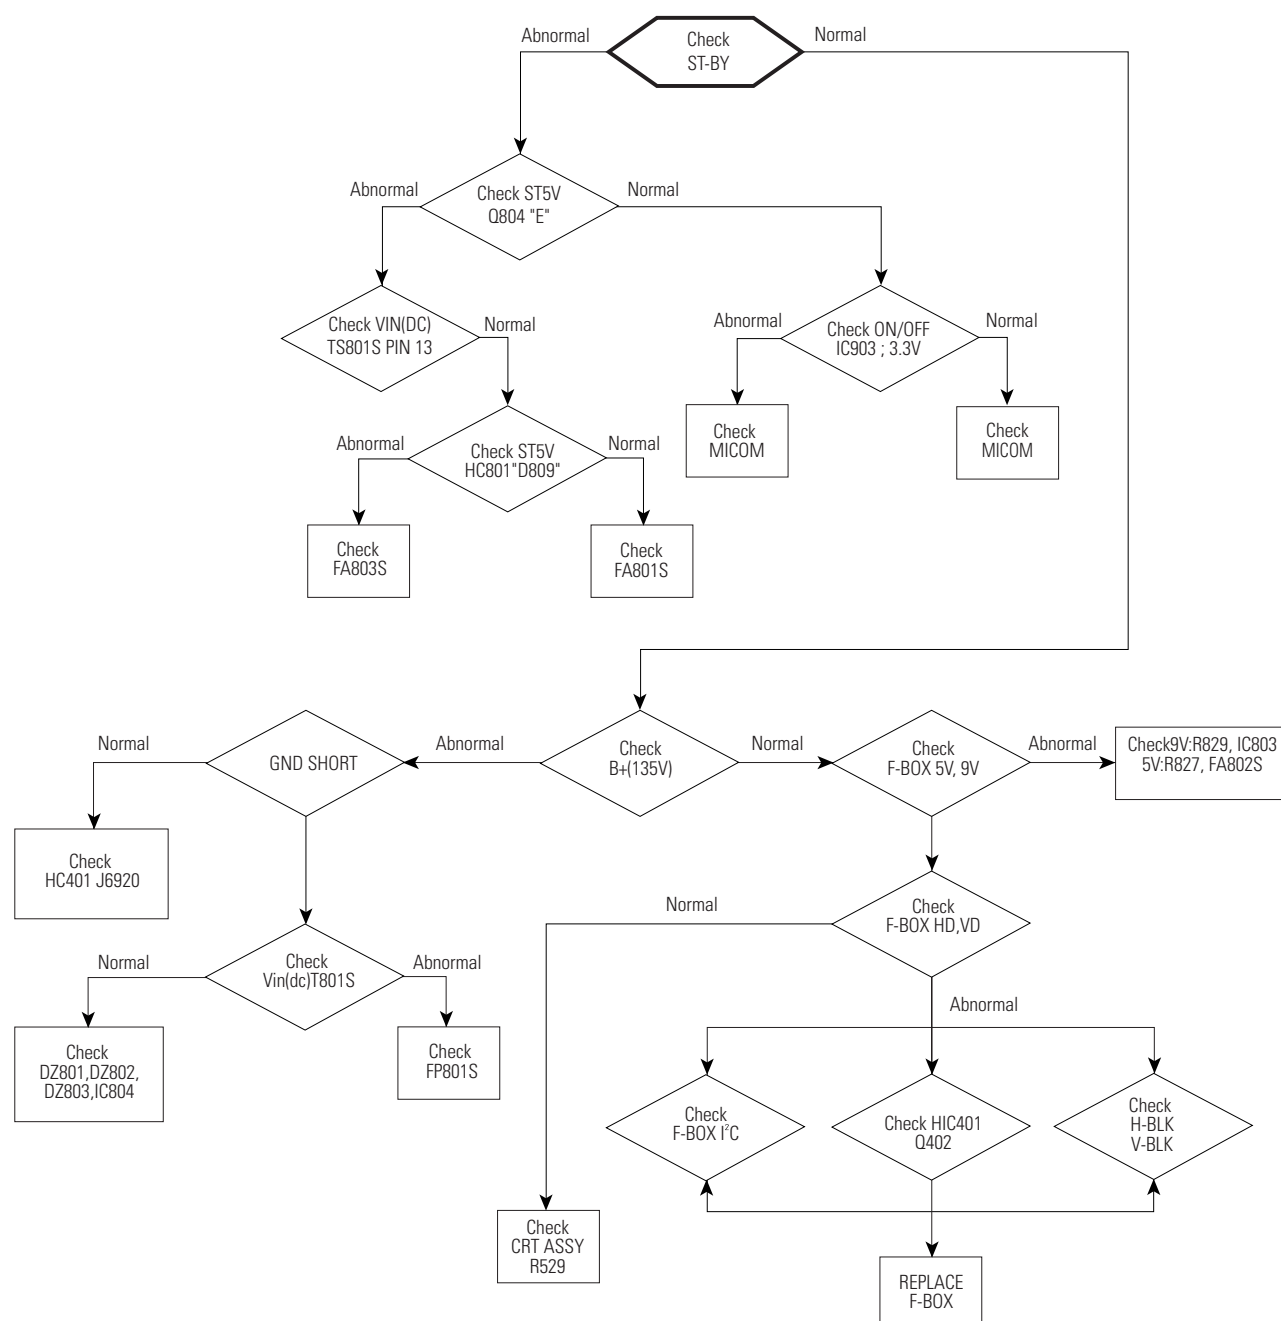 Abnormal
Check
ST-BY
Normal
Abnormal
Check ST5V
Q804 "E"
Normal
Check VIN(DC)
TS801S PIN 13
Normal
Abnormal
Check ON/OFF
IC903 ; 3.3V
Normal
Abnormal
Check ST5V
HC801"D809"
Normal
Check
MICOM
Check
MICOM
Check
FA803S
Check
FA801S
Normal
GND SHORT
Abnormal
Check
B+(135V)
Normal
Check
F-BOX 5V, 9V
Abnormal
Check9V:R829, IC803
5V:R827, FA802S
Check
HC401 J6920
Normal
Check
F-BOX HD,VD
Normal
Check
Vin(dc)T801S
Abnormal
Abnormal
Check
DZ801,DZ802,
DZ803,IC804
Check
FP801S
Check
F-BOX I²C
Check HIC401
Q402
Check
H-BLK
V-BLK
Check
CRT ASSY
R529
REPLACE
F-BOX